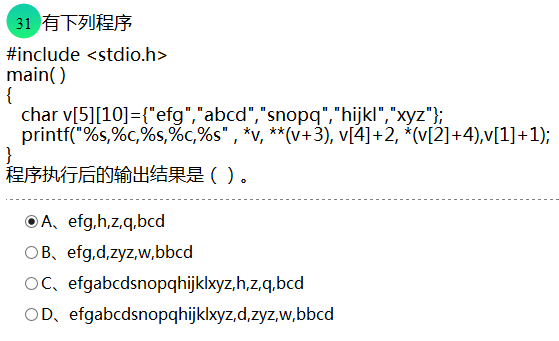 31 有下列程序
#include <stdio.h>
main( )
{
char v[5][10]={"efg","abcd","snopq","hijkl","xyz"};
printf("%s,%c,%s,%c,%s" , *v, **(v+3), v[4]+2, *(v[2]+4),v[1]+1);
}
程序执行后的输出结果是（ ）。
A、efg,h,z,q,bcd
B、efg,d,zyz,w,bbcd
C、efgabcdsnopqhijklxyz,h,z,q,bcd
D、efgabcdsnopqhijklxyz,d,zyz,w,bbcd